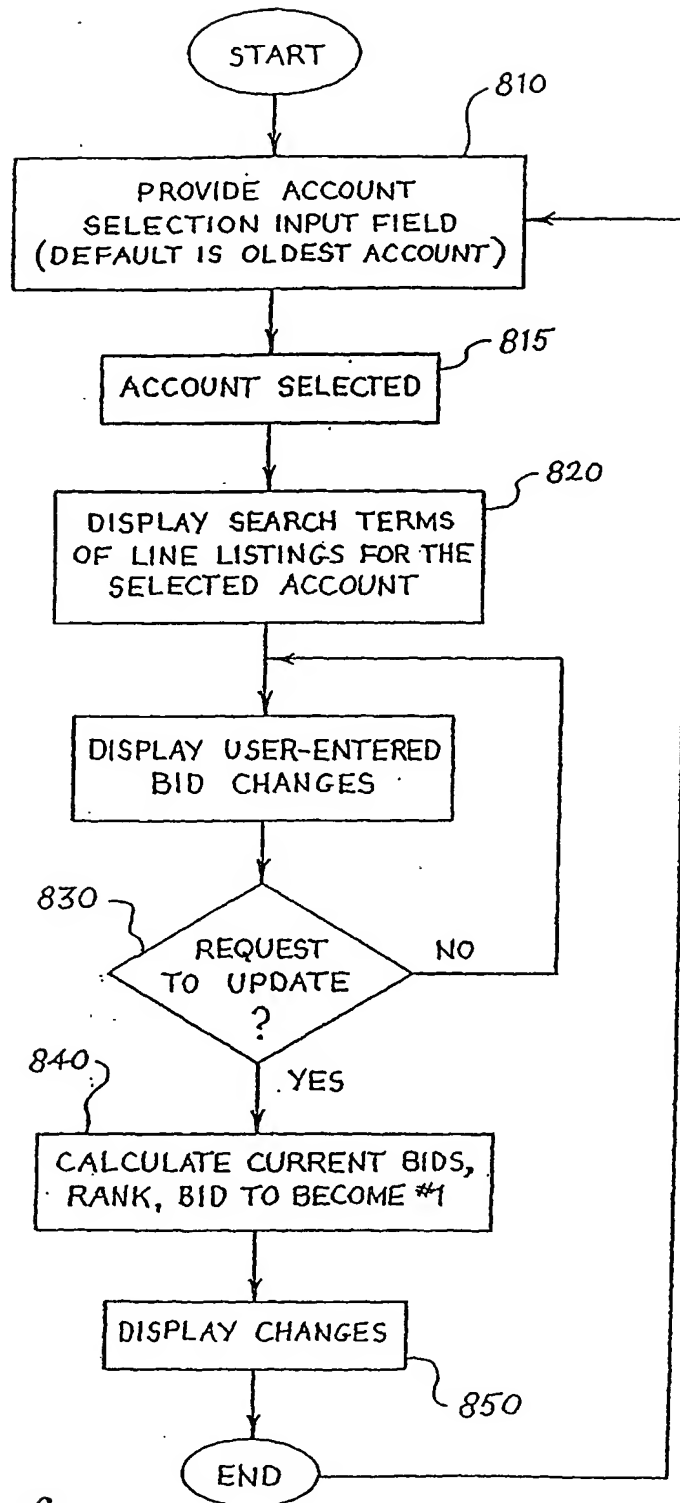 START
810
PROVIDE ACCOUNT
SELECTION INPUT FIELD
(DEFAULT IS OLDEST ACCOUNT)
815
ACCOUNT SELECTED
820
DISPLAY SEARCH TERMS
OF LINE LISTINGS FOR THE
SELECTED ACCOUNT
DISPLAY USER-ENTERED
BID CHANGES
830
REQUEST
TO UPDATE
?
NO
840
YES
CALCULATE CURRENT BIDS,
RANK, BID TO BECOME #1
DISPLAY CHANGES
850
END